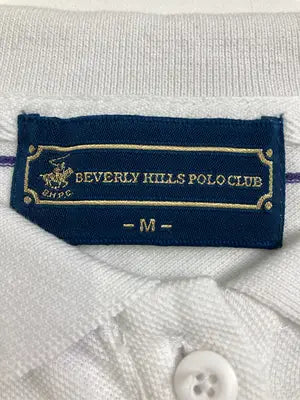 BEVERLY HILLS POLO CLUB
B.H.P.C.
- M -